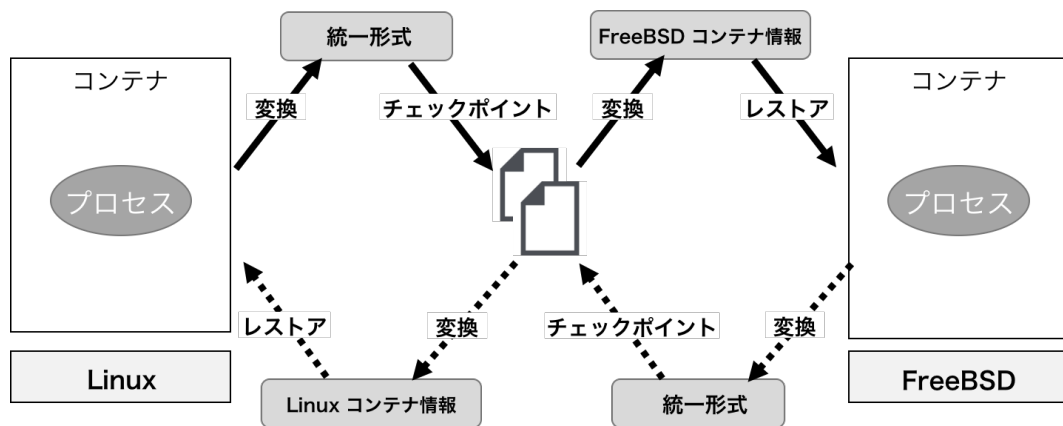 統一形式
FreeBSD コンテナ情報
コンテナ
コンテナ
変換
チェックポイント
変換
レストア
プロセス
プロセス
レストア
変換
チェックポイント
変換
Linux
FreeBSD
Linux コンテナ情報
統一形式